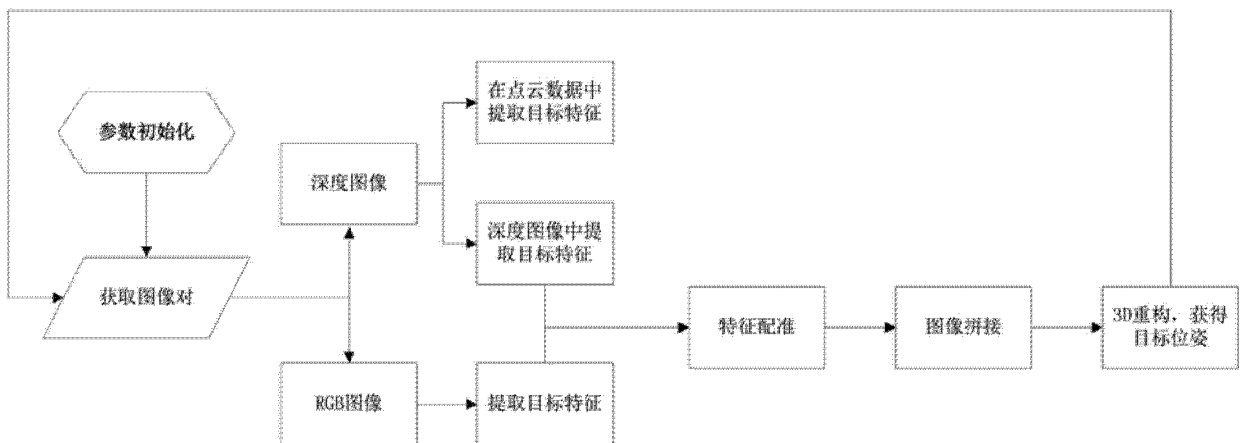 在点云数据中
提取目标特征
参数初始化
深度图像
深度图像中提
取目标特征
获取图像对
特征配准
图像拼接
3D重构，获得
目标位姿
RGB图像
提取目标特征